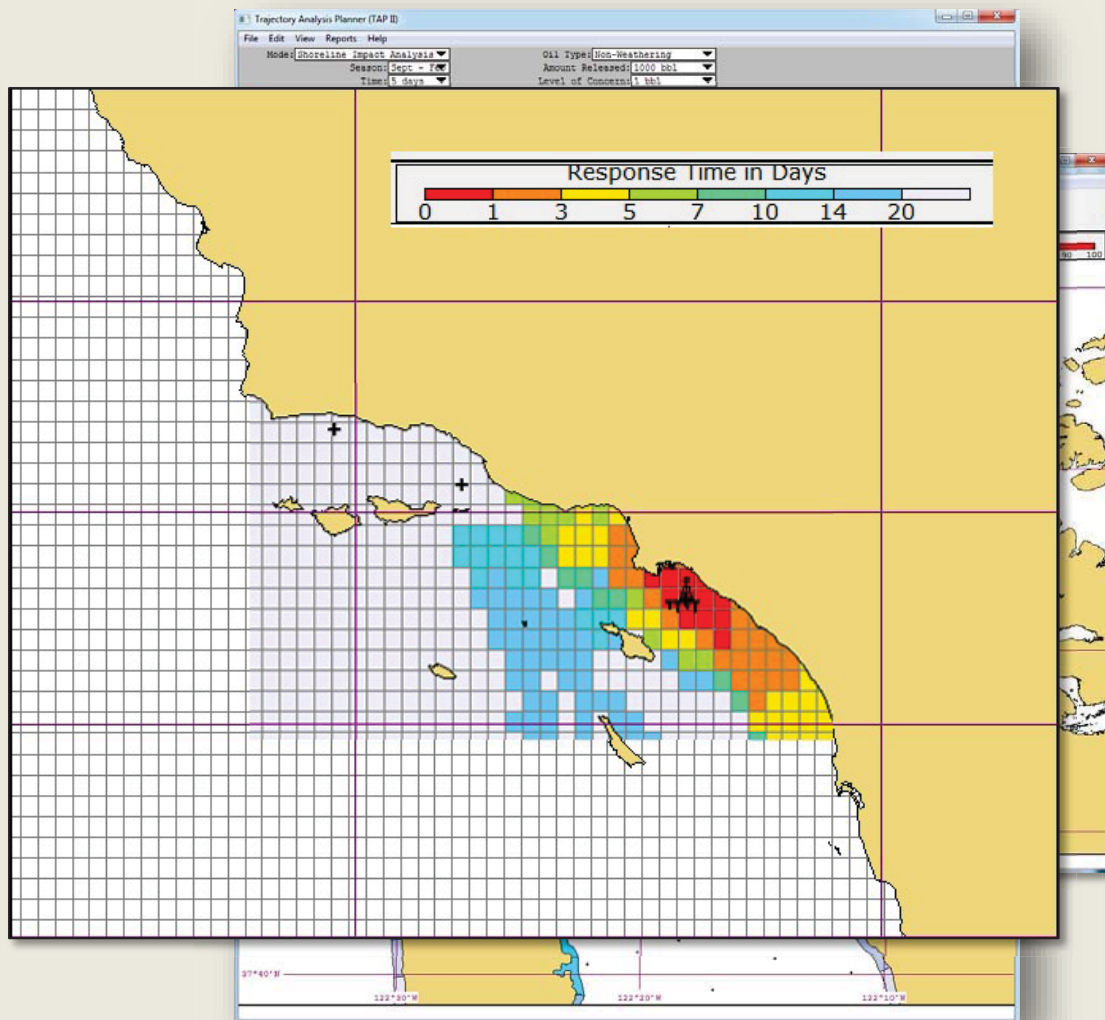 Trajectory Analysis Planner (TAP II)
File Edit View Reports Help
Mode: Shoreline Impact Analysis Oil Type: Non-Weathering
Season: Sept - Feb Amount Released: 1000 bbl
Time: 5 days Level of Concern: 1 bbl
Response Time in Days
0 1 3 5 7 10 14 20
90 100
37°40'N
122°30'W 122°20'W 122°10'W